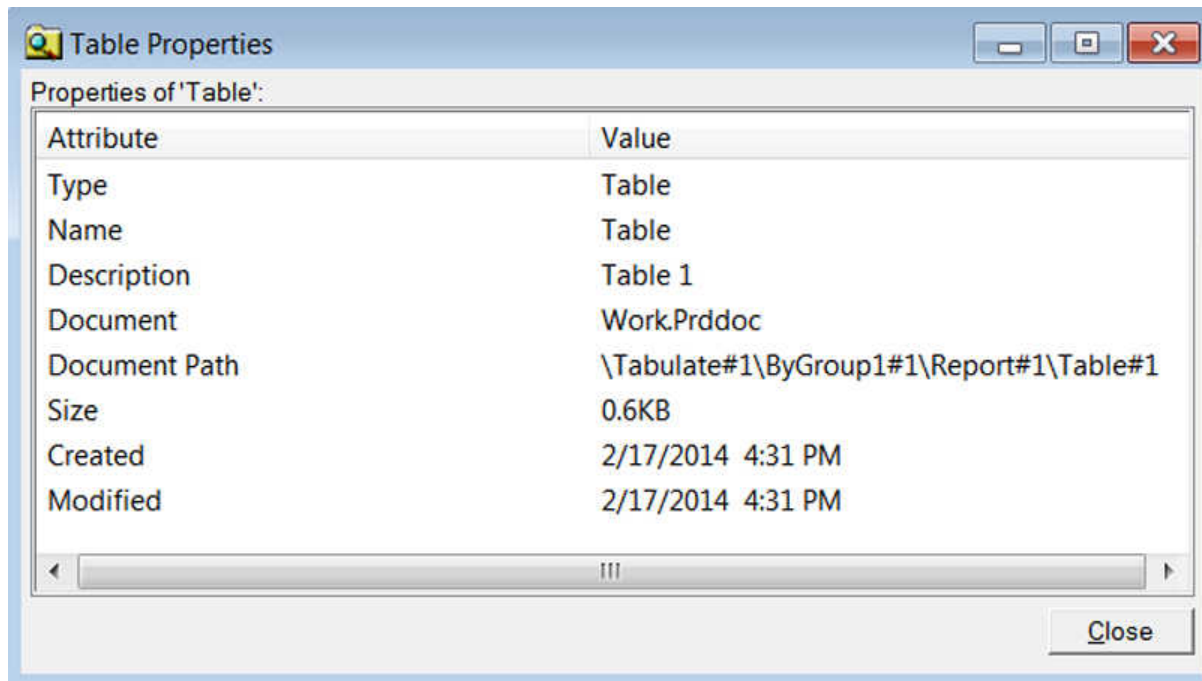 Table Properties
Properties of 'Table':
Attribute Value
Type Table
Name Table
Description Table 1
Document Work.Prddoc
Document Path \Tabulate#1\ByGroup1#1\Report#1\Table#1
Size 0.6KB
Created 2/17/2014 4:31 PM
Modified 2/17/2014 4:31 PM
Close